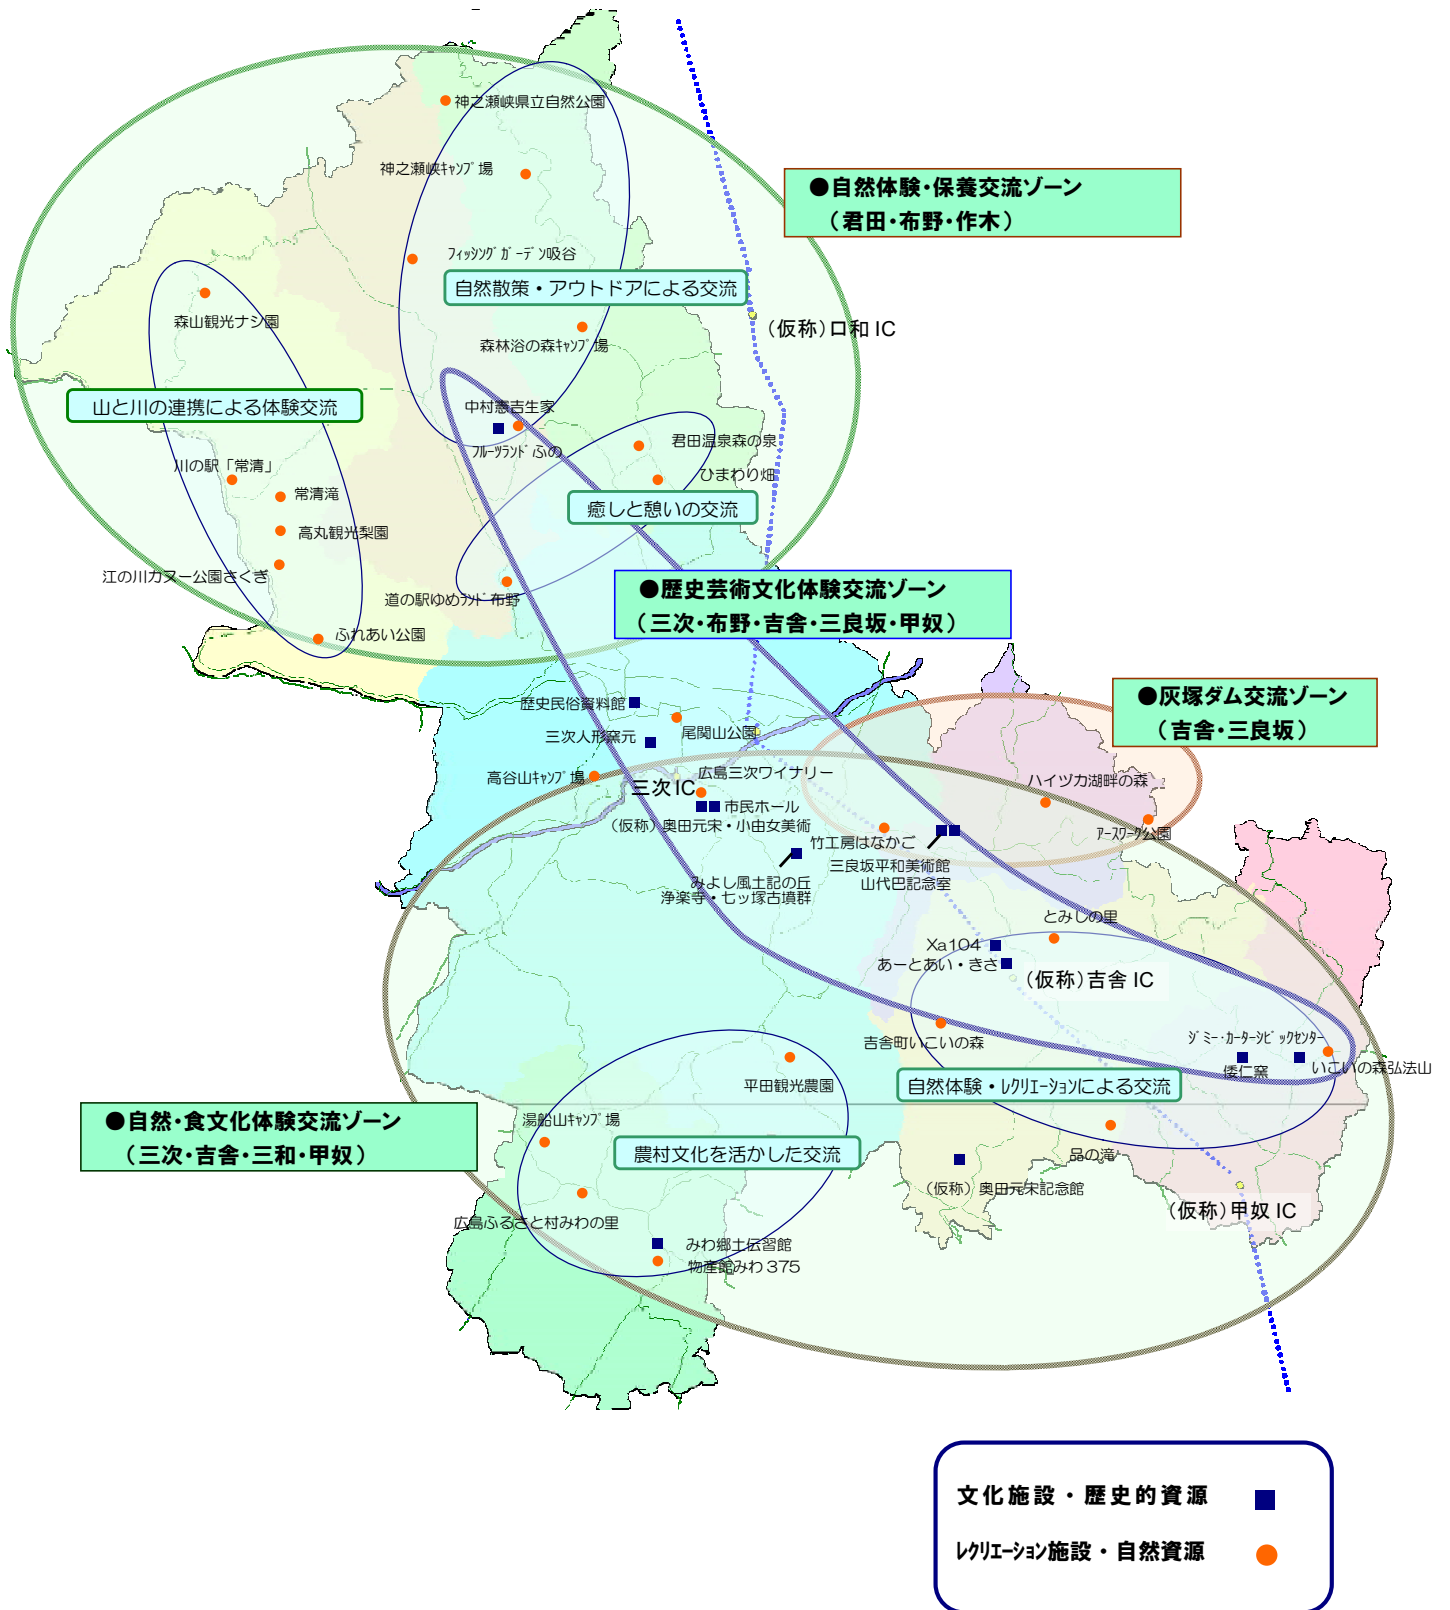 神之瀬峡県立自然公園
神之瀬峡ｷｬﾝﾌﾟ場
●自然体験・保養交流ゾーン
（君田・布野・作木）
ﾌｨｯｼﾝｸﾞｶﾞｰﾃﾞﾝ吸谷
自然散策・アウトドアによる交流
森山観光ナシ園
（仮称）口和 IC
森林浴の森ｷｬﾝﾌﾟ場
山と川の連携による体験交流
中村憲吉生家
ﾌﾙｰﾂﾗﾝﾄﾞふの
君田温泉森の泉
川の駅「常清」
ひまわり畑
常清滝
癒しと憩いの交流
高丸観光梨園
江の川カヌー公園さくぎ
道の駅ゆめﾗﾝﾄﾞ布野
●歴史芸術文化体験交流ゾーン
（三次・布野・吉舎・三良坂・甲奴）
ふれあい公園
●灰塚ダム交流ゾーン
（吉舎・三良坂）
歴史民俗資料館
尾関山公園
三次人形窯元
高谷山ｷｬﾝﾌﾟ場
広島三次ワイナリー
三次 IC
ハイヅカ湖畔の森
市民ホール
（仮称）奥田元宋・小由女美術
ｱｰｽﾜｰｸ公園
竹工房はなかご
三良坂平和美術館
山代巴記念室
みよし風土記の丘
浄楽寺・七ッ塚古墳群
とみしの里
Xa104
あーとあい・きさ
（仮称）吉舎 IC
吉舎町いこいの森
ｼﾞﾐｰ・ｶｰﾀｰｼﾋﾞｯｸｾﾝﾀｰ
倭仁窯
いこいの森弘法山
平田観光農園
自然体験・ﾚｸﾘｴｰｼｮﾝによる交流
●自然・食文化体験交流ゾーン
（三次・吉舎・三和・甲奴）
湯船山ｷｬﾝﾌﾟ場
農村文化を活かした交流
品の滝
（仮称）奥田元宋記念館
（仮称）甲奴 IC
広島ふるさと村みわの里
みわ郷土伝習館
物産館みわ 375
文化施設・歴史的資源
ﾚｸﾘｴｰｼｮﾝ施設・自然資源